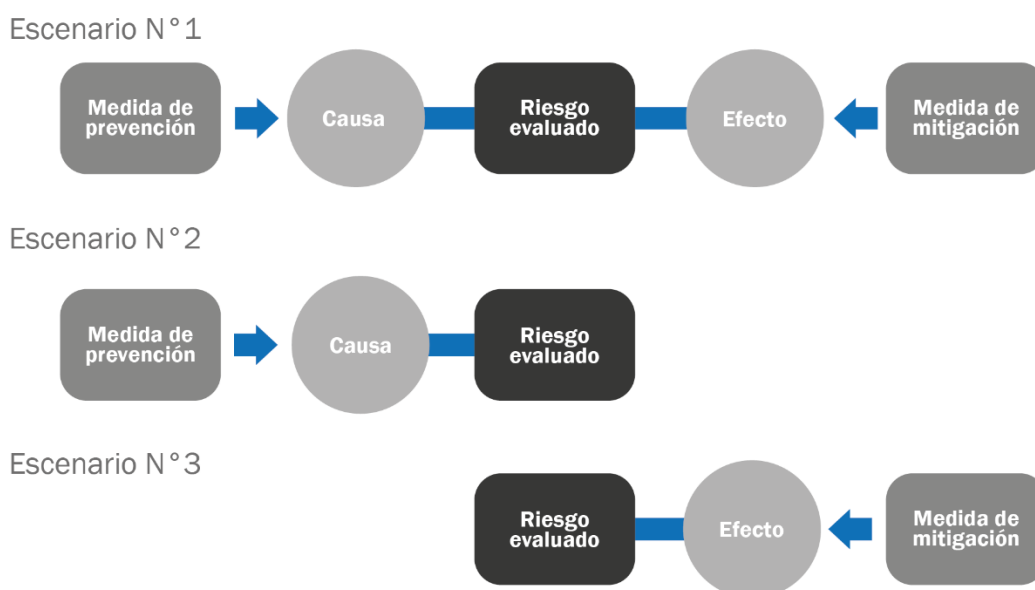 Escenario N°1
Medida de
prevención
Causa
Riesgo
evaluado
Efecto
Medida de
mitigación
Escenario N°2
Medida de
prevención
Causa
Riesgo
evaluado
Escenario N°3
Riesgo
evaluado
Efecto
Medida de
mitigación